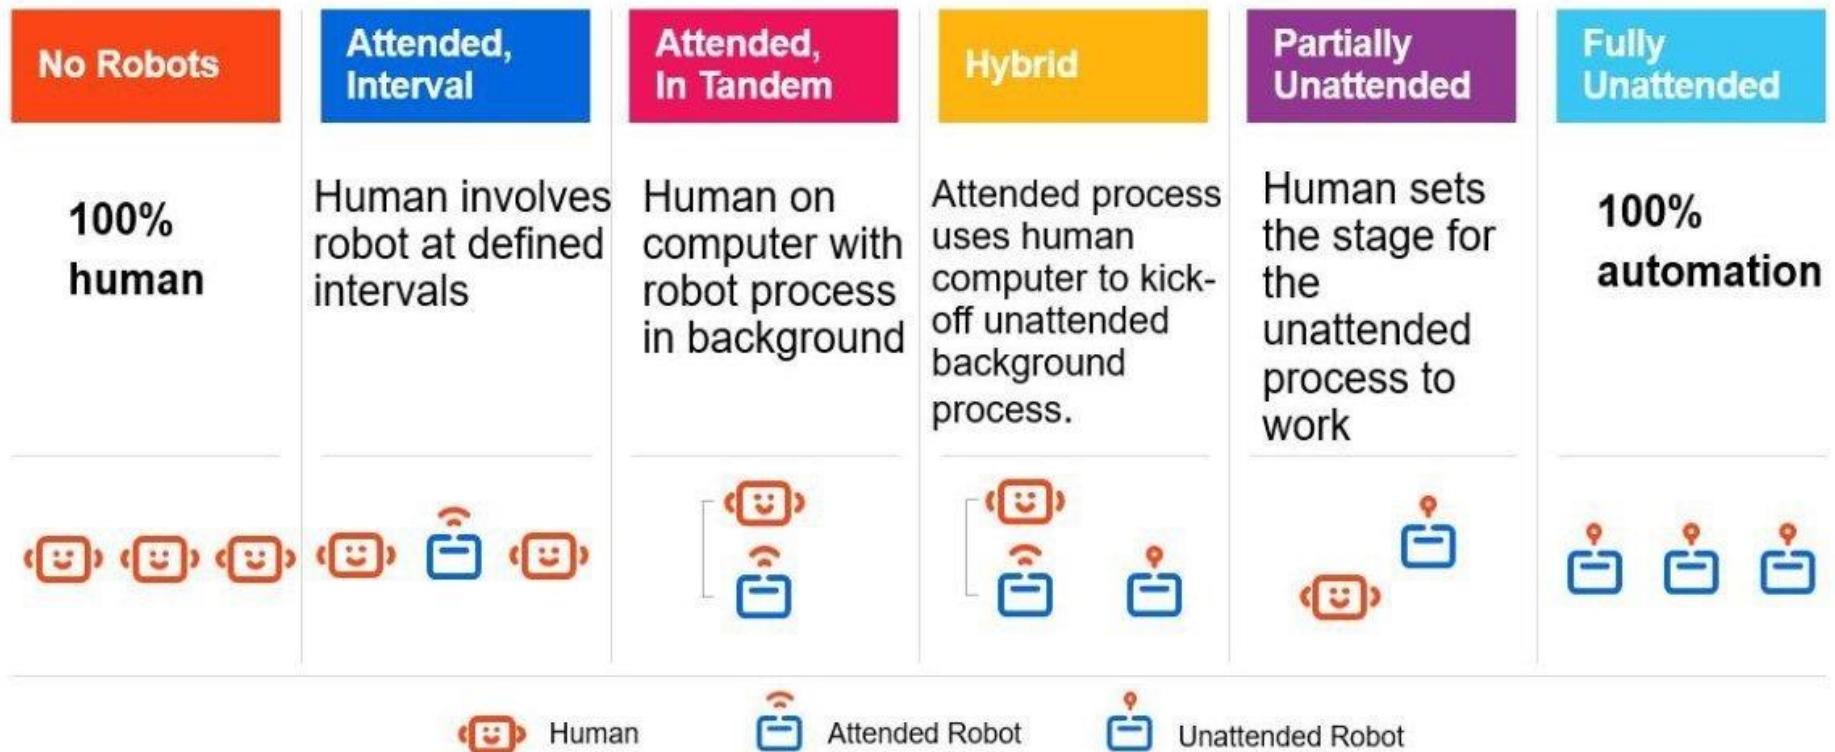 No Robots
Attended,
Interval
Attended,
In Tandem
Hybrid
Partially
Unattended
Fully
Unattended
100%
human
Human involves
robot at defined
intervals
Human on
computer with
robot process
in background
Attended process
uses human
computer to kick-
off unattended
background
process.
Human sets
the stage for
the
unattended
process to
work
100%
automation
Human
Attended Robot
Unattended Robot